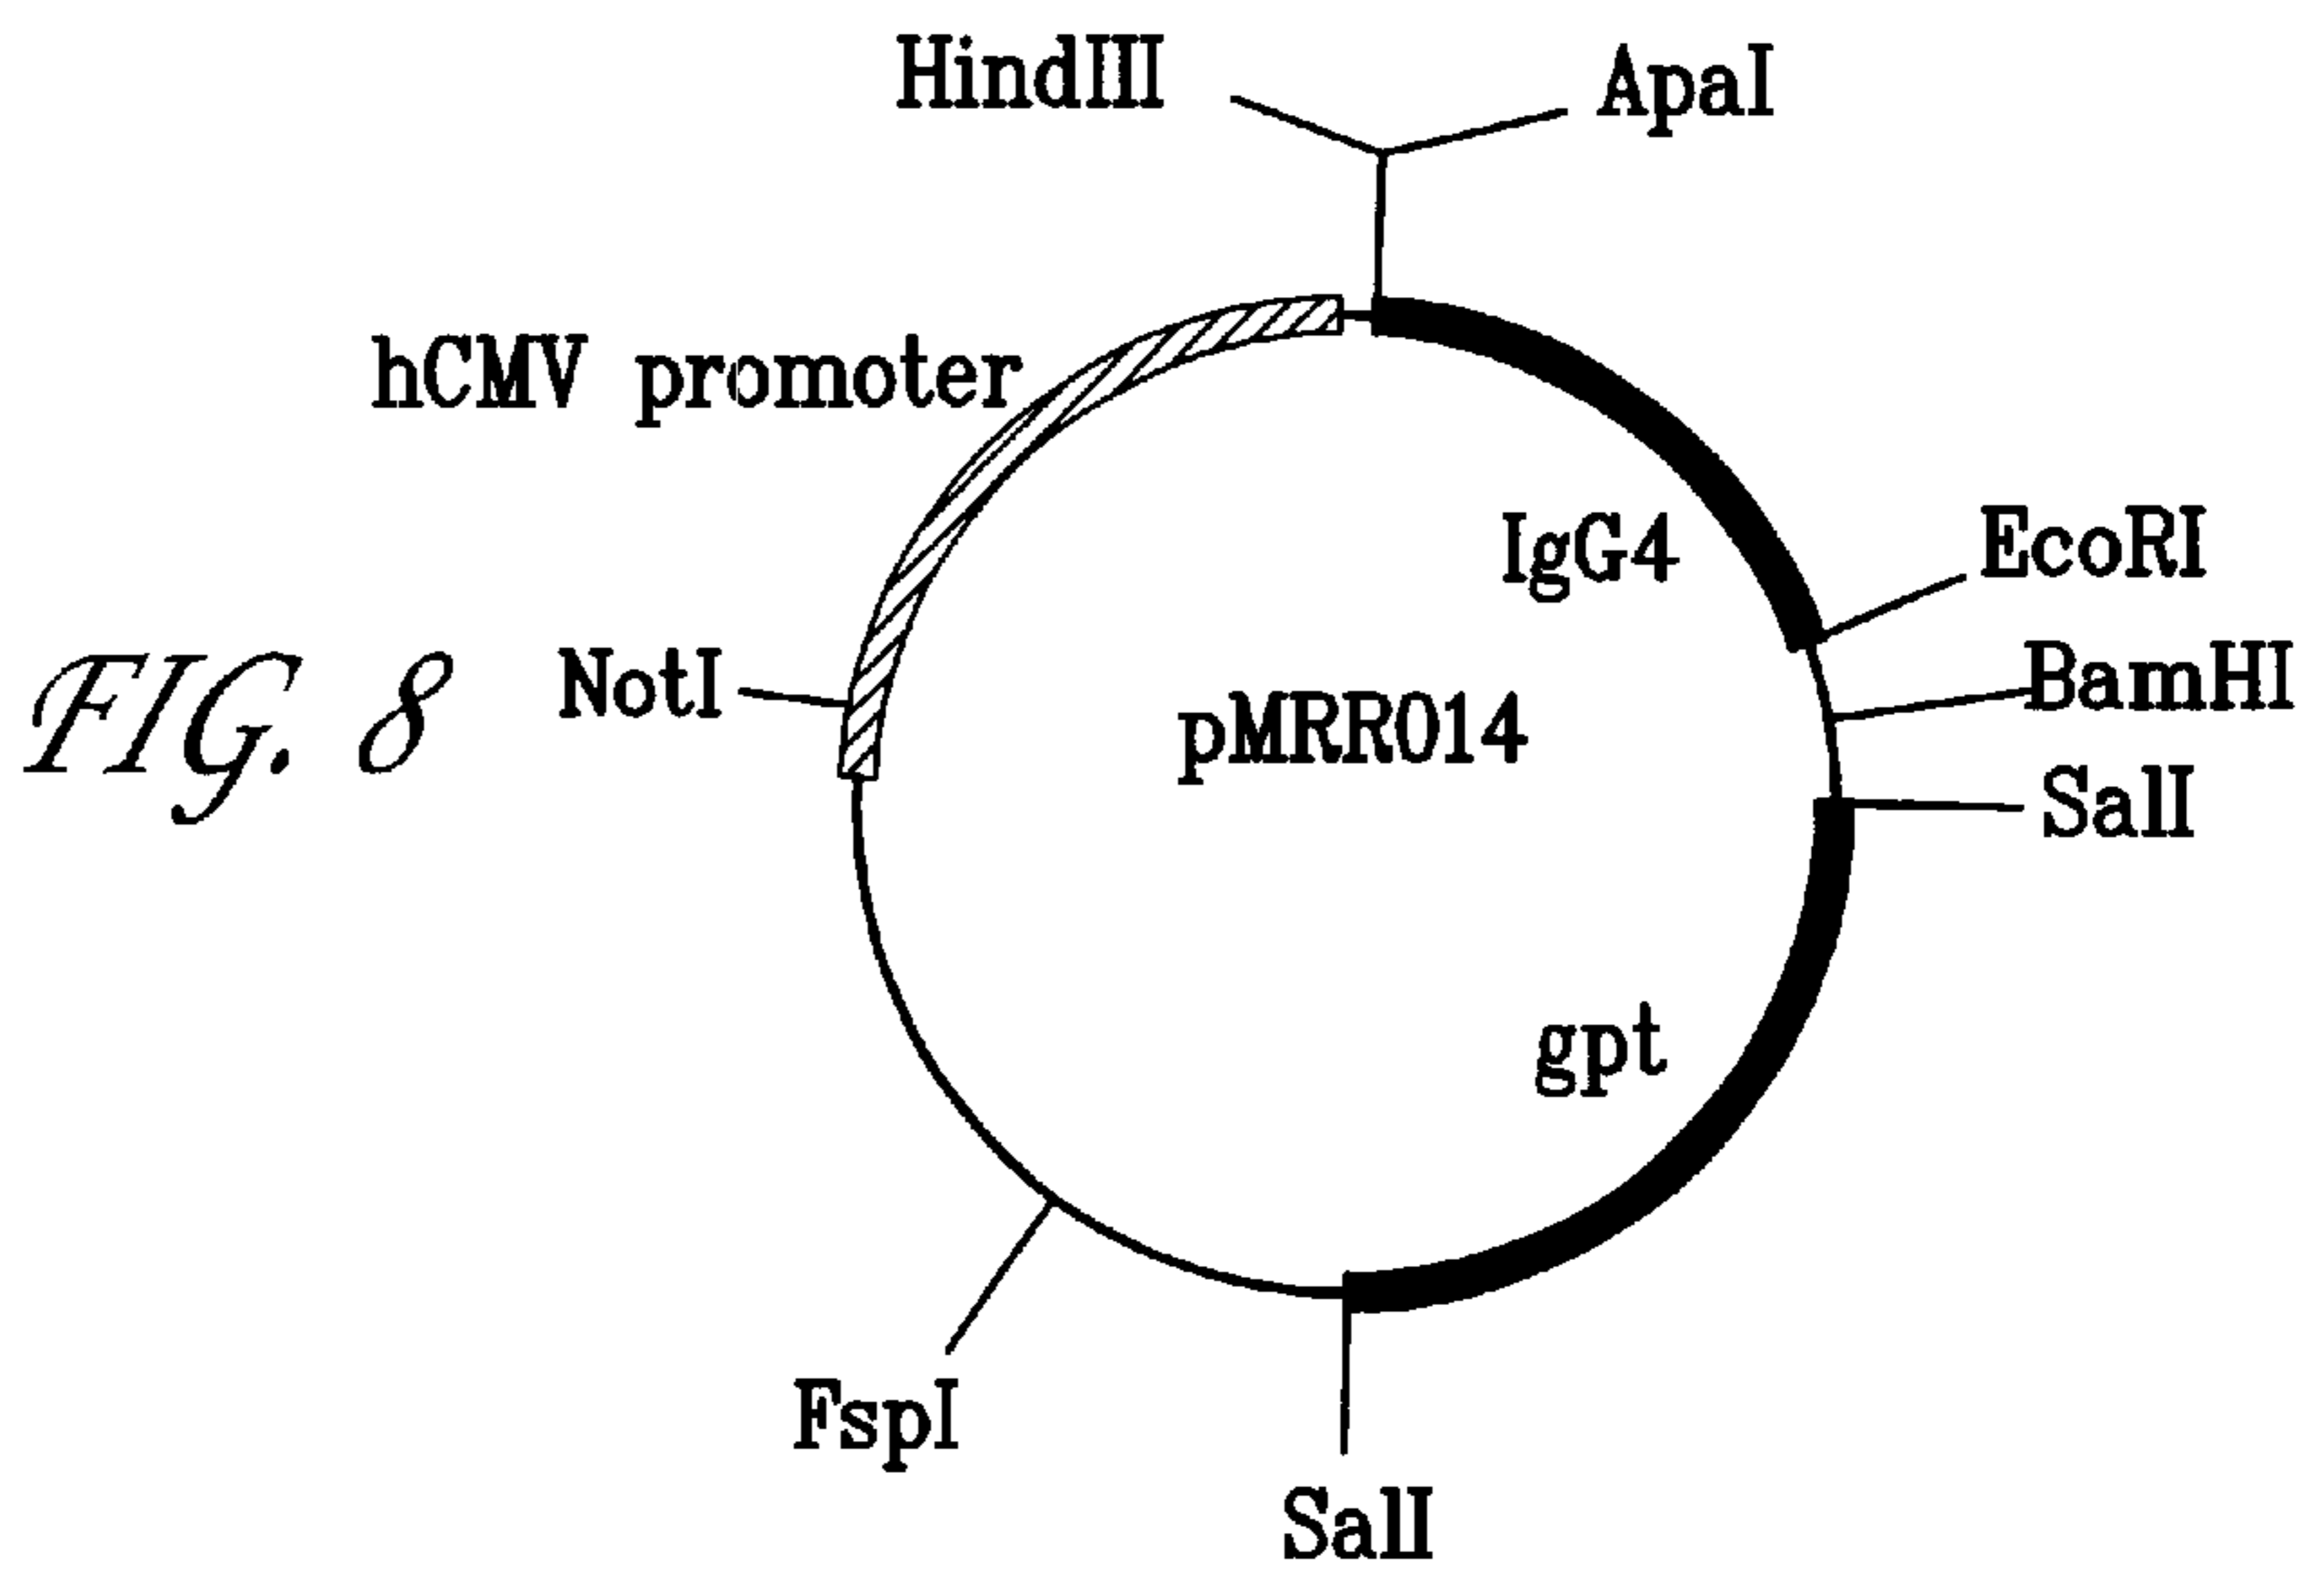 HindIII
ApaI
hCMV promoter
IgG4
EcoRI
FIG. 8
NotI
pMRR014
BamHI
SalI
gpt
FspI
SalI